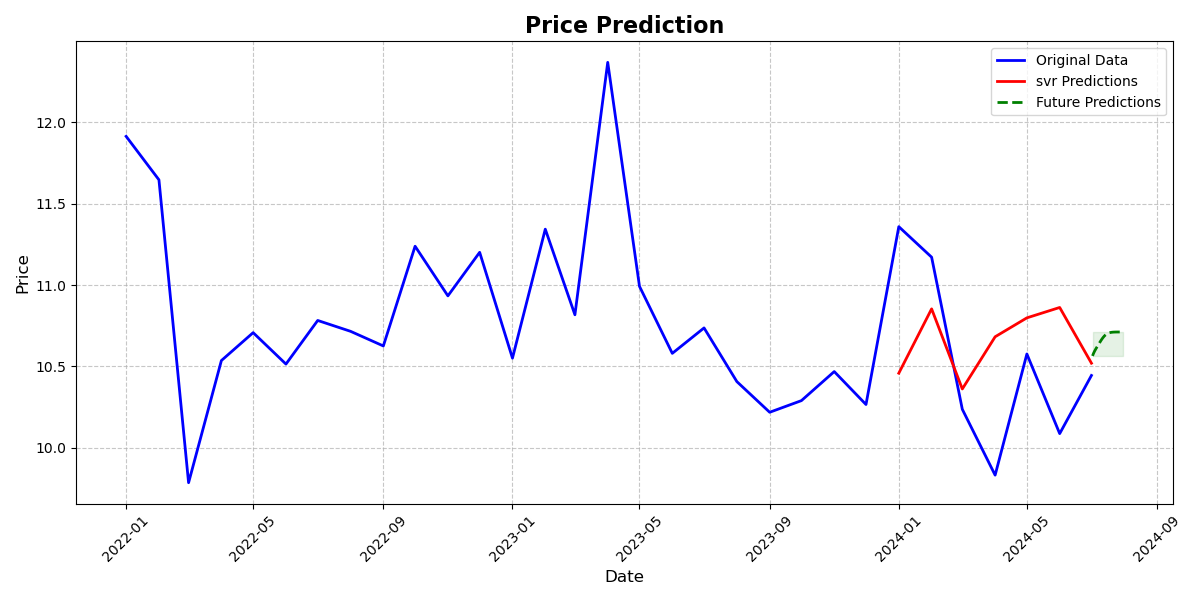 Price Prediction
Original Data
svr Predictions
Future Predictions
Price
12.0
11.5
11.0
10.5
10.0
2022-01
2022-05
2022-09
2023-01
2023-05
2023-09
2024-01
2024-05
2024-09
Date